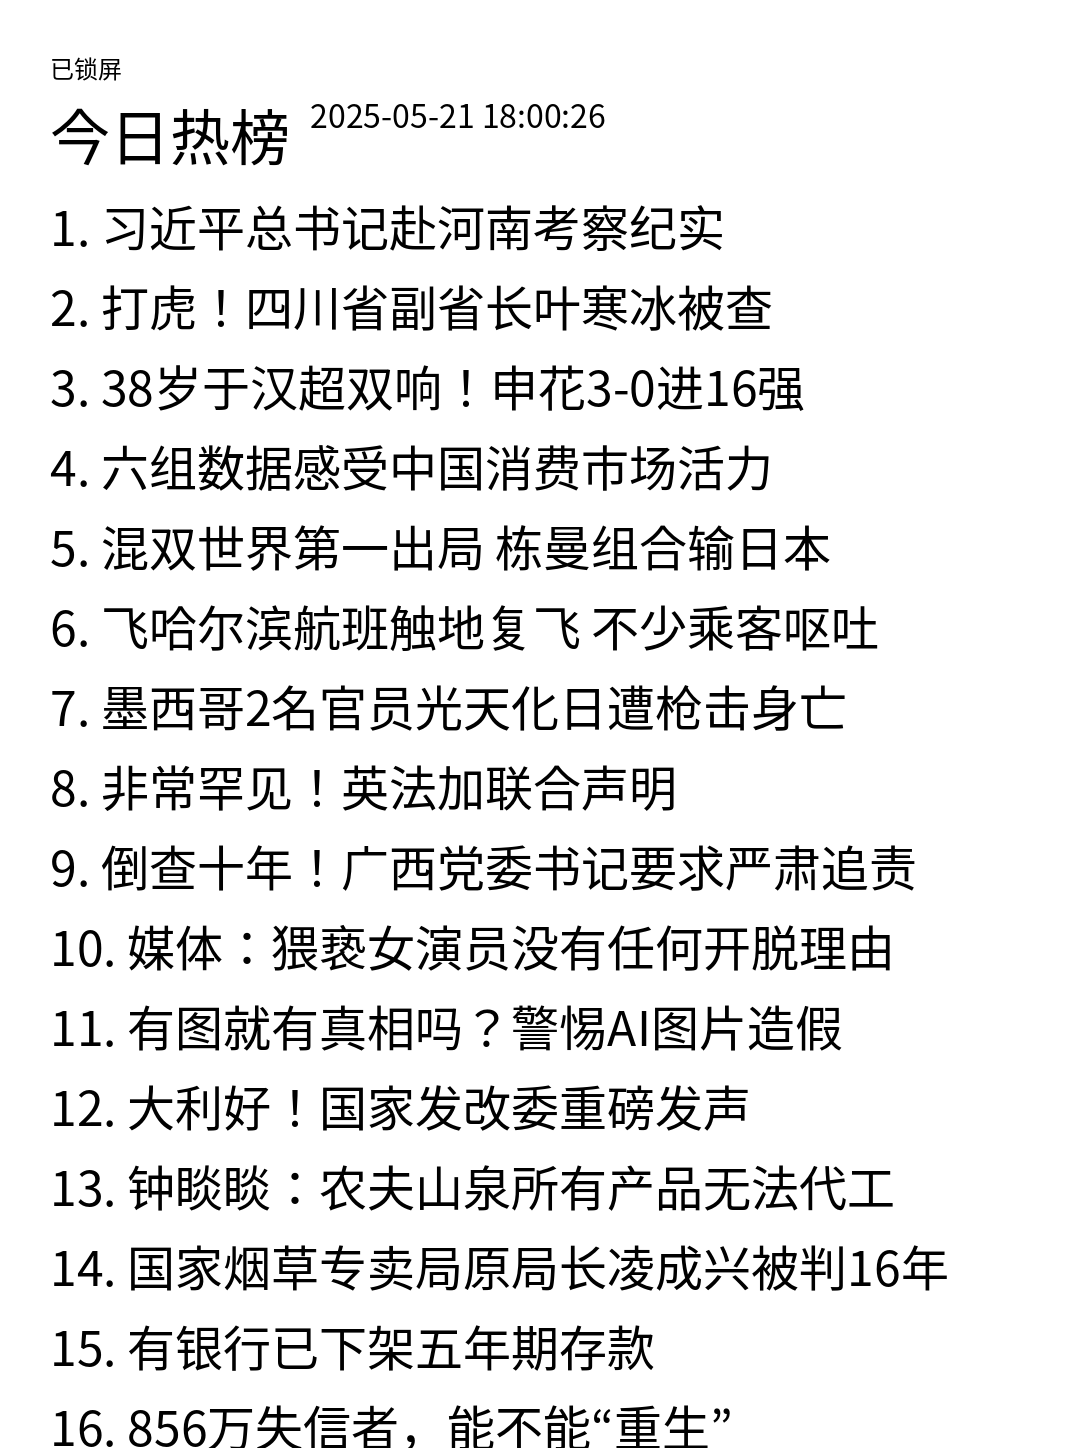 已锁屏
今日热榜 2025-05-21 18:00:26
1. 习近平总书记赴河南考察纪实
2. 打虎！四川省副省长叶寒冰被查
3. 38岁于汉超双响！申花3-0进16强
4. 六组数据感受中国消费市场活力
5. 混双世界第一出局 栋曼组合输日本
6. 飞哈尔滨航班触地复飞 不少乘客呕吐
7. 墨西哥2名官员光天化日遭枪击身亡
8. 非常罕见！英法加联合声明
9. 倒查十年！广西党委书记要求严肃追责
10. 媒体：猥亵女演员没有任何开脱理由
11. 有图就有真相吗？警惕AI图片造假
12. 大利好！国家发改委重磅发声
13. 钟睒睒：农夫山泉所有产品无法代工
14. 国家烟草专卖局原局长凌成兴被判16年
15. 有银行已下架五年期存款
16. 856万失信者，能不能“重生”